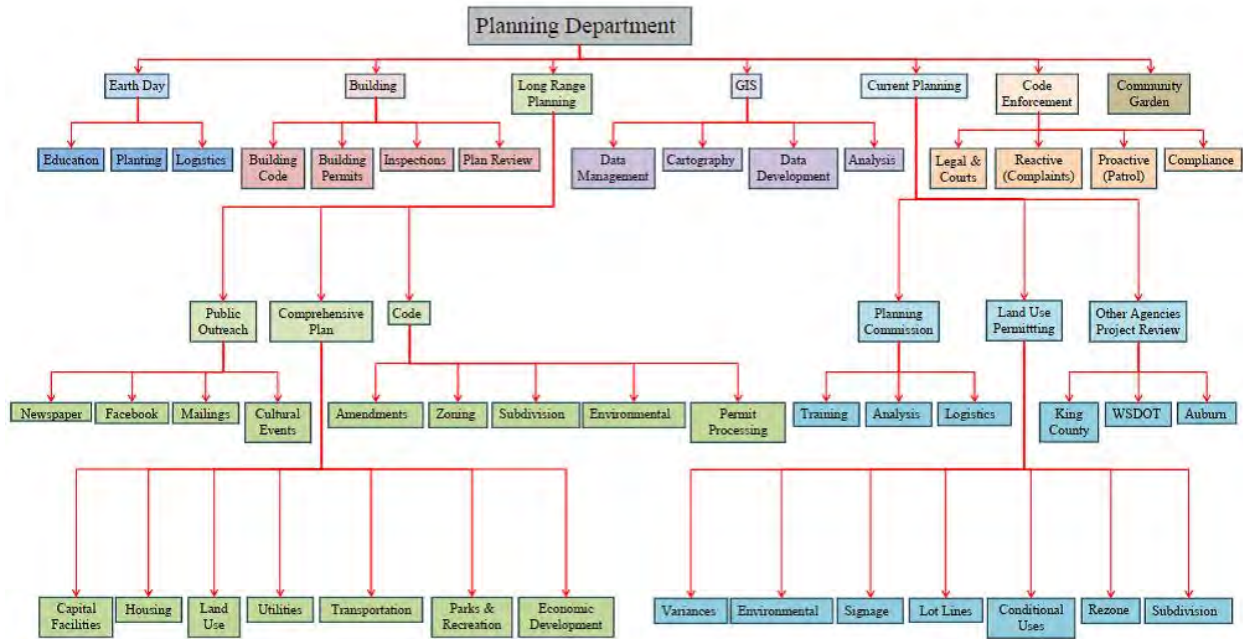 Planning Department
Earth Day
Building
Long Range
Planning
GIS
Current Planning
Code
Enforcement
Community
Garden
Education
Planting
Logistics
Building
Code
Building
Permits
Inspections
Plan Review
Data
Management
Cartography
Data
Development
Analysis
Legal &
Courts
Reactive
(Complaints)
Proactive
(Patrol)
Compliance
Public
Outreach
Comprehensive
Plan
Code
Planning
Commission
Land Use
Permittting
Other Agencies
Project Review
Newspaper
Facebook
Mailings
Cultural
Events
Amendments
Zoning
Subdivision
Environmental
Permit
Processing
Training
Analysis
Logistics
King
County
WSDOT
Auburn
Capital
Facilities
Housing
Land
Use
Utilities
Transportation
Parks &
Recreation
Economic
Development
Variances
Environmental
Signage
Lot Lines
Conditional
Uses
Rezone
Subdivision